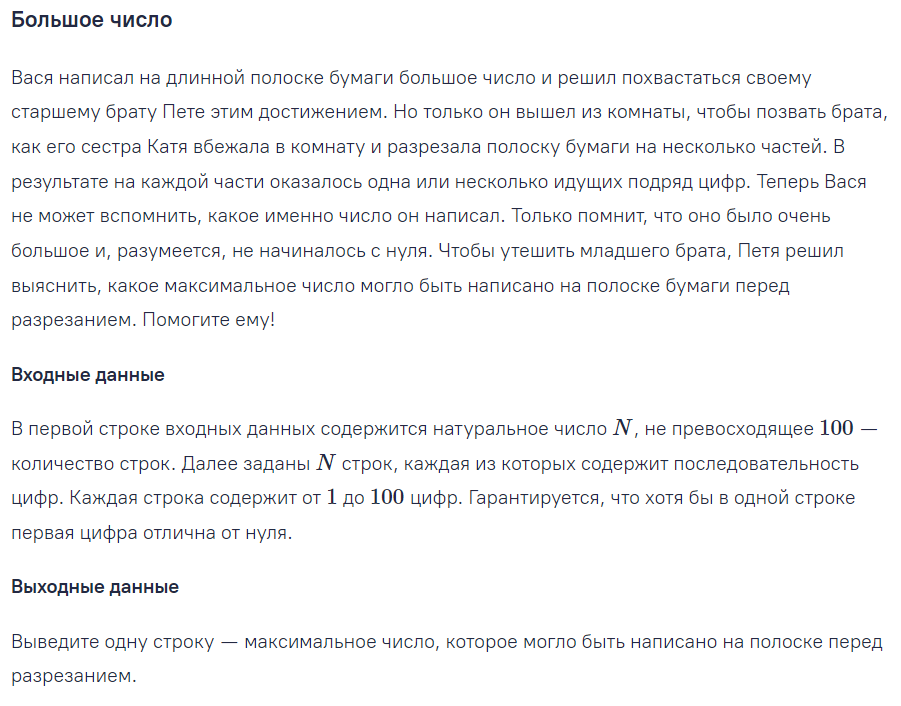 Большое число
Вася написал на длинной полоске бумаги большое число и решил похвастаться своему
старшему брату Пете этим достижением. Но только он вышел из комнаты, чтобы позвать брата,
как его сестра Катя вбежала в комнату и разрезала полоску бумаги на несколько частей. В
результате на каждой части оказалось одна или несколько идущих подряд цифр. Теперь Вася
не может вспомнить, какое именно число он написал. Только помнит, что оно было очень
большое и, разумеется, не начиналось с нуля. Чтобы утешить младшего брата, Петя решил
выяснить, какое максимальное число могло быть написано на полоске бумаги перед
разрезанием. Помогите ему!
Входные данные
В первой строке входных данных содержится натуральное число N, не превосходящее 100 —
количество строк. Далее заданы N строк, каждая из которых содержит последовательность
цифр. Каждая строка содержит от 1 до 100 цифр. Гарантируется, что хотя бы в одной строке
первая цифра отлична от нуля.
Выходные данные
Выведите одну строку — максимальное число, которое могло быть написано на полоске перед
разрезанием.